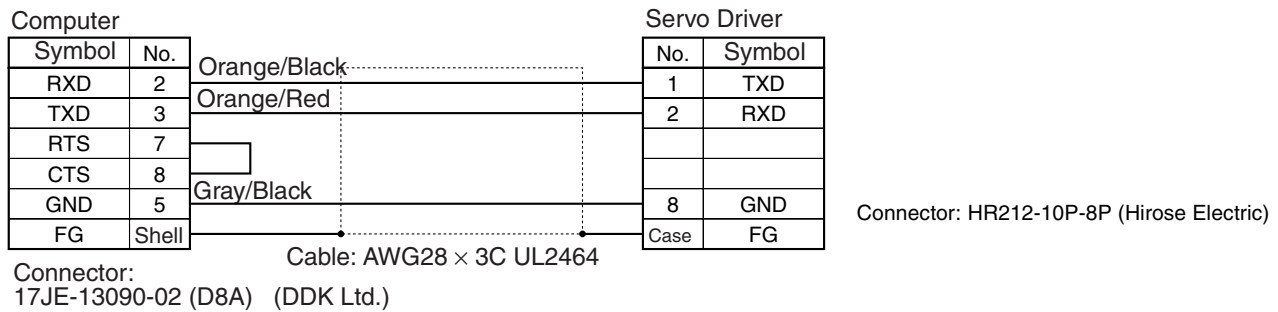 Computer
Servo Driver
Symbol No.
No. Symbol
Orange/Black
RXD 2
1 TXD
Orange/Red
TXD 3
2 RXD
RTS 7
CTS 8
Gray/Black
GND 5
8 GND
Connector: HR212-10P-8P (Hirose Electric)
FG Shell
Case FG
Cable: AWG28 × 3C UL2464
Connector:
17JE-13090-02 (D8A) (DDK Ltd.)